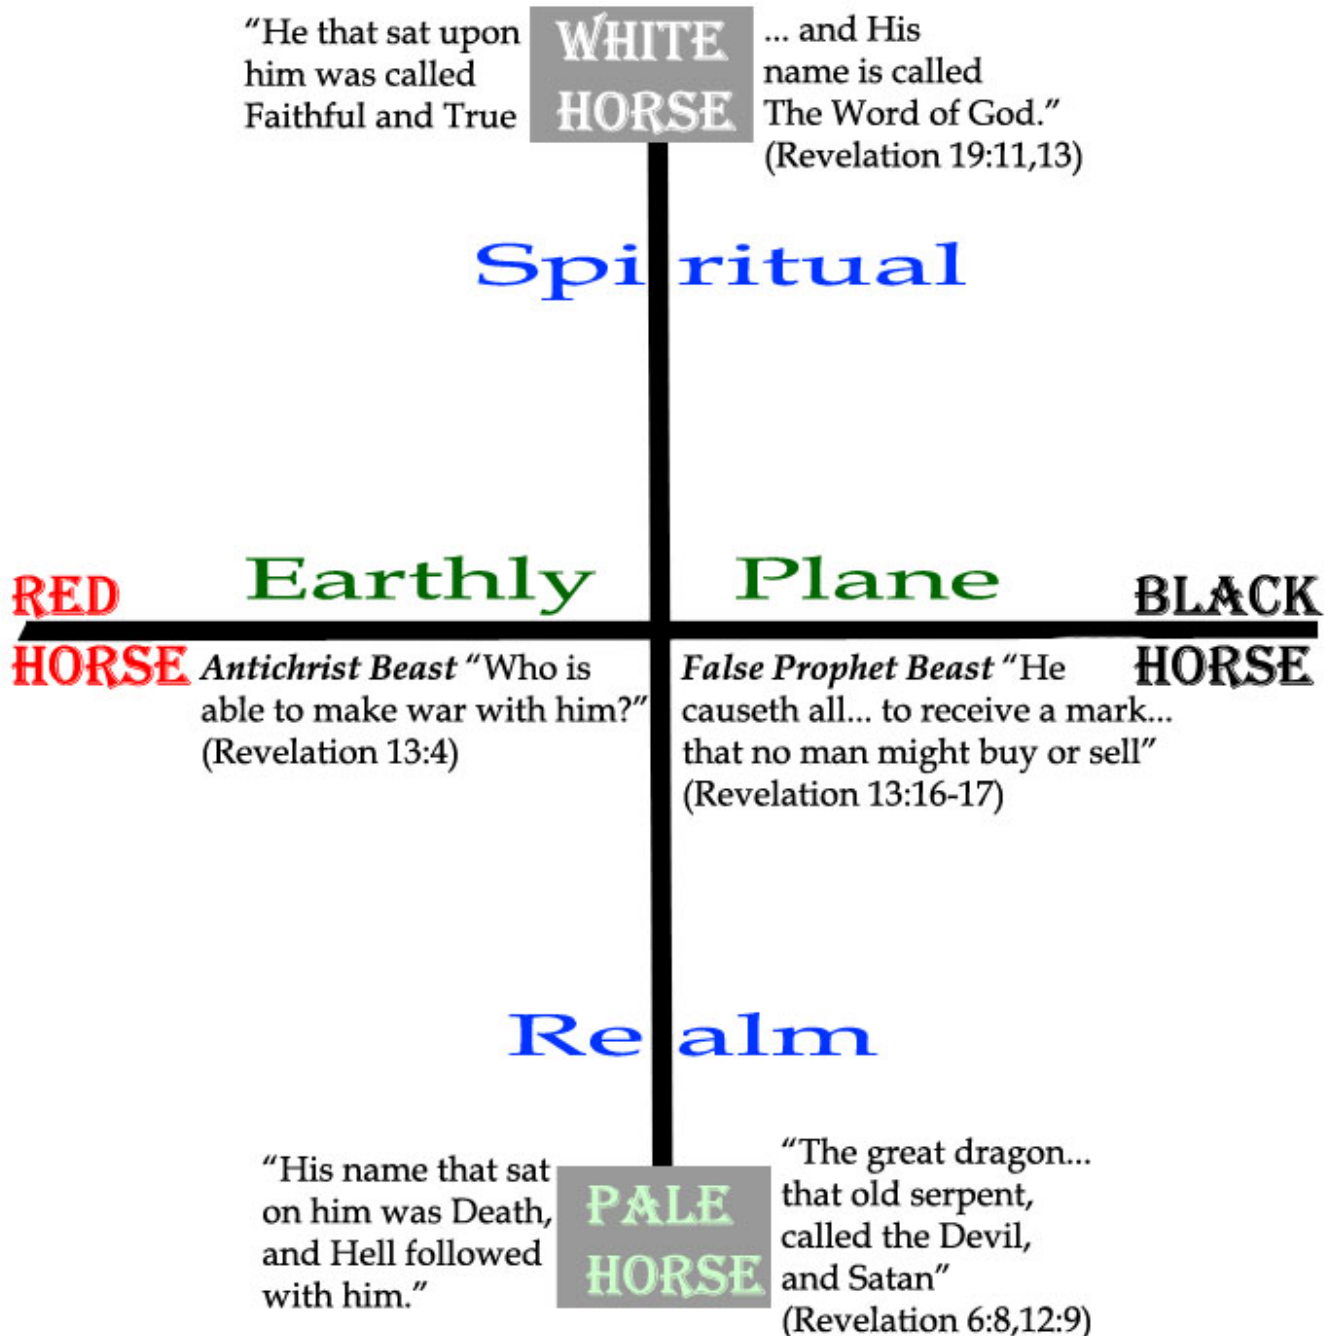 “He that sat upon
him was called
Faithful and True
WHITE
HORSE
... and His
name is called
The Word of God.”
(Revelation 19:11,13)
Spiritual
Earthly Plane
RED
HORSE
Antichrist Beast “Who is
able to make war with him?”
(Revelation 13:4)
False Prophet Beast “He
causeth all... to receive a mark...
that no man might buy or sell”
(Revelation 13:16-17)
BLACK
HORSE
Realm
“His name that sat
on him was Death,
and Hell followed
with him.”
PALE
HORSE
“The great dragon...
that old serpent,
called the Devil,
and Satan”
(Revelation 6:8,12:9)